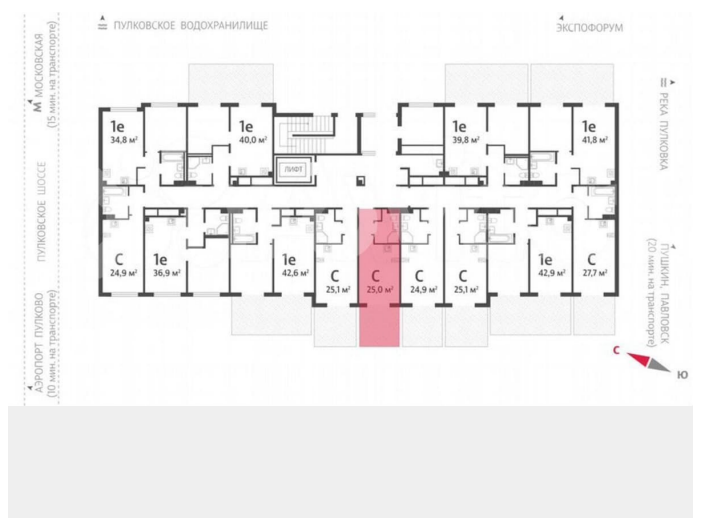 ПУЛКОВСКОЕ ВОДОХРАНИЛИЩЕ
ЭКСПОФОРУМ
М МОСКОВСКАЯ
(15 мин. на транспорте)
ПУЛКОВСКОЕ ШОССЕ
АЭРОПОРТ ПУЛКОВО
(10 мин. на транспорте)
РЕКА ПУЛКОВКА
ПУШКИН, ПАВЛОВСК
(20 мин. на транспорте)
1е
34,8 м²
1е
40,0 м²
ЛИФТ
1е
39,8 м²
1е
41,8 м²
С
24,9 м²
1е
36,9 м²
1е
42,6 м²
С
25,1 м²
С
25,0 м²
С
24,9 м²
С
25,1 м²
1е
42,9 м²
С
27,7 м²
С
Ю